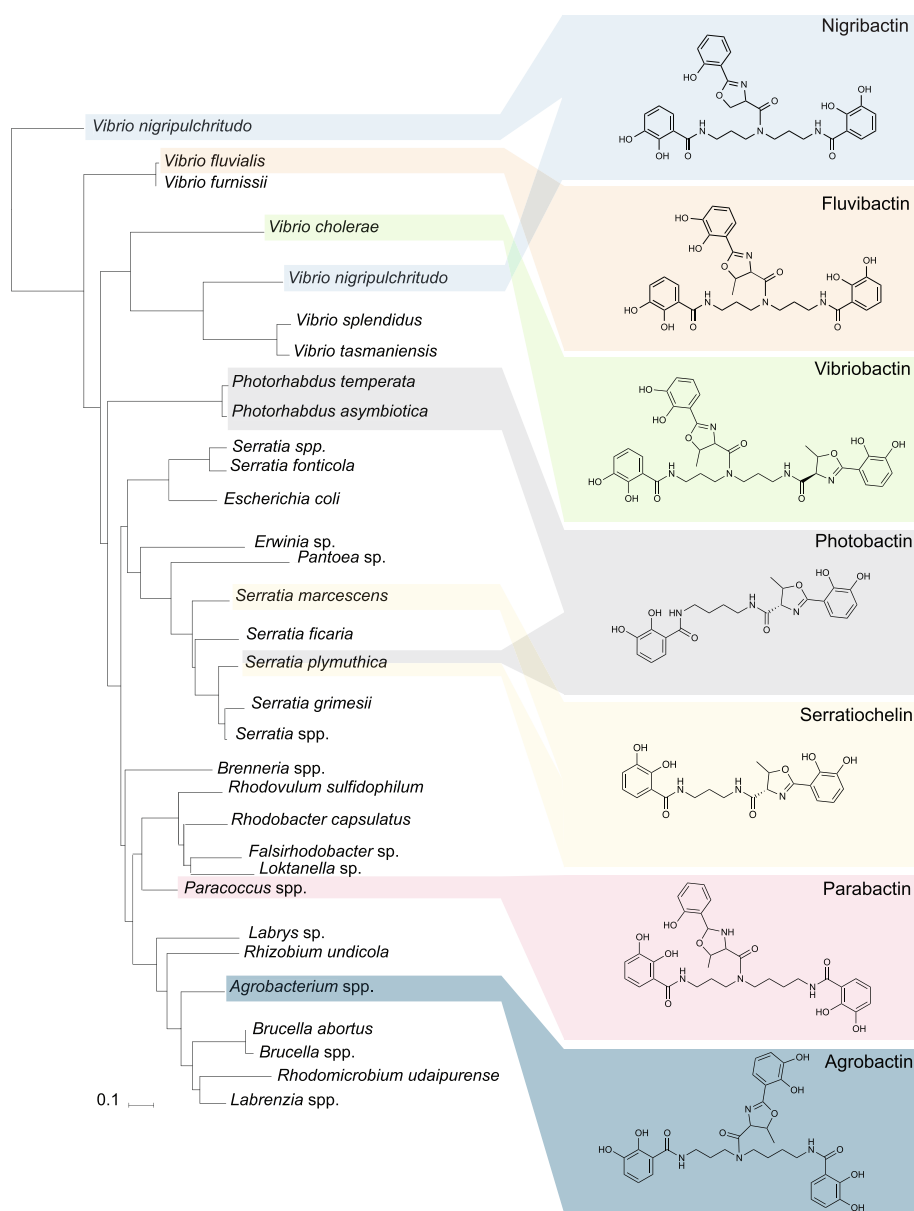 Nigribactin
Vibrio nigripulchritudo
Vibrio fluvialis
Vibrio furnissii
Fluvibactin
Vibrio cholerae
Vibrio nigripulchritudo
Vibrio splendidus
Vibrio tasmaniensis
Vibriobactin
Photorhabdus temperata
Photorhabdus asymbiotica
Serratia spp.
Serratia fonticola
Escherichia coli
Photobactin
Erwinia sp.
Pantoea sp.
Serratia marcescens
Serratia ficaria
Serratia plymuthica
Serratia grimesii
Serratia spp.
Serratiochelin
Brenneria spp.
Rhodovulum sulfidophilum
Rhodobacter capsulatus
Falsirhodobacter sp.
Loktanella sp.
Paracoccus spp.
Parabactin
Labrys sp.
Rhizobium undicola
Agrobacterium spp.
Brucella abortus
Brucella spp.
Rhodomicrobium udaipurense
Labrenzia spp.
Agrobactin
0.1